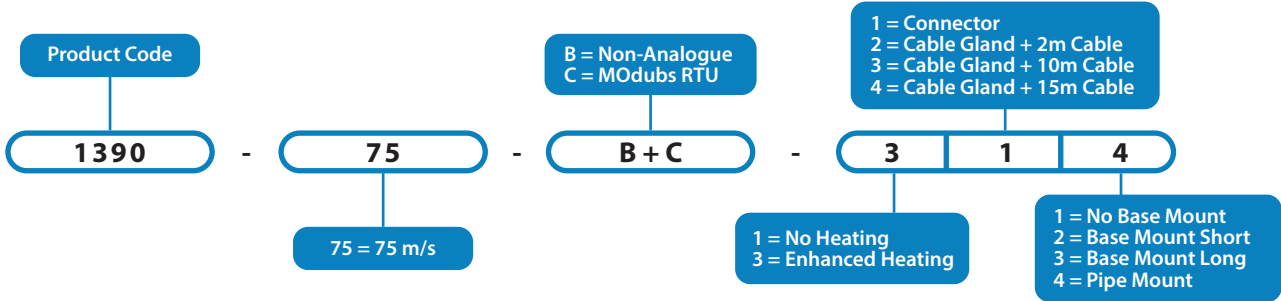 Product Code
B = Non-Analogue
C = MOdubs RTU
1 = Connector
2 = Cable Gland + 2m Cable
3 = Cable Gland + 10m Cable
4 = Cable Gland + 15m Cable
1390 - 75 - B + C - 3 1 4
75 = 75 m/s
1 = No Heating
3 = Enhanced Heating
1 = No Base Mount
2 = Base Mount Short
3 = Base Mount Long
4 = Pipe Mount